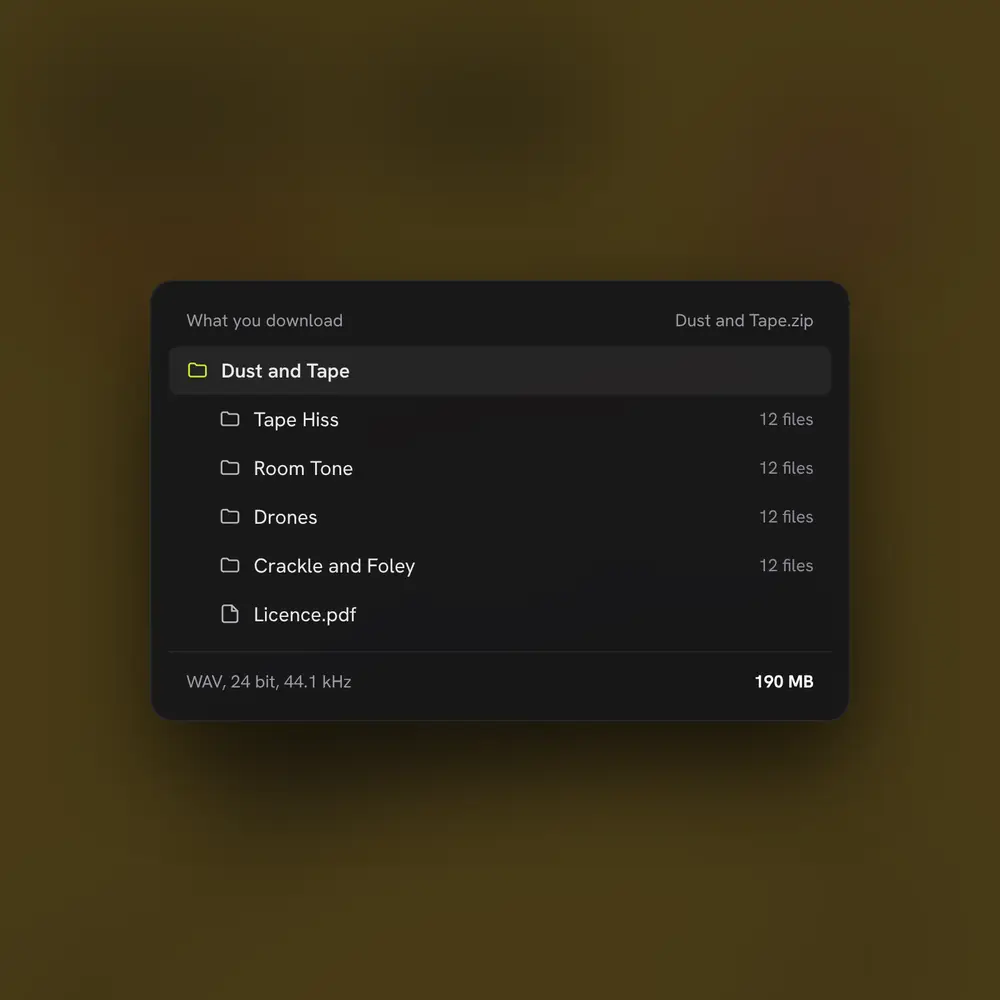 What you download Dust and Tape.zip
Dust and Tape
Tape Hiss 12 files
Room Tone 12 files
Drones 12 files
Crackle and Foley 12 files
Licence.pdf
WAV, 24 bit, 44.1 kHz 190 MB